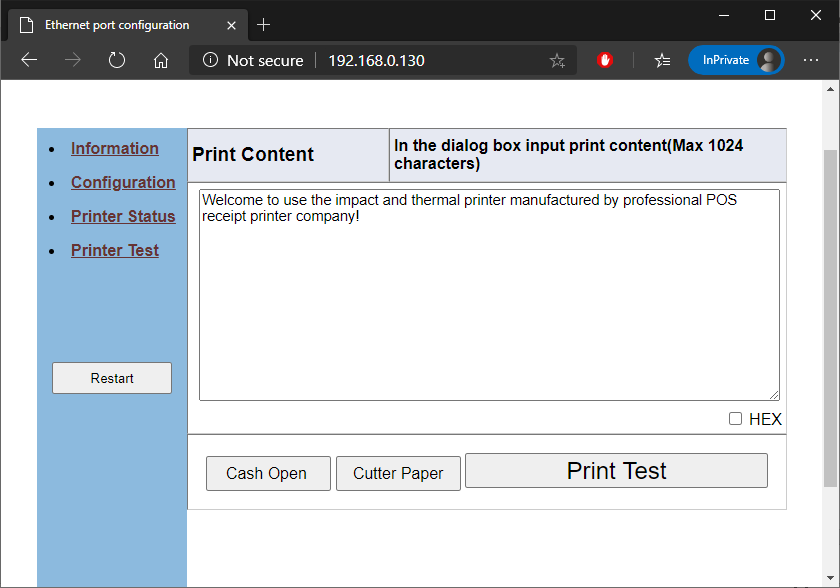 Ethernet port configuration
Not secure
192.168.0.130
InPrivate
Information
Configuration
Printer Status
Printer Test
Restart
Print Content
In the dialog box input print content(Max 1024
characters)
Welcome to use the impact and thermal printer manufactured by professional POS
receipt printer company!
HEX
Cash Open
Cutter Paper
Print Test